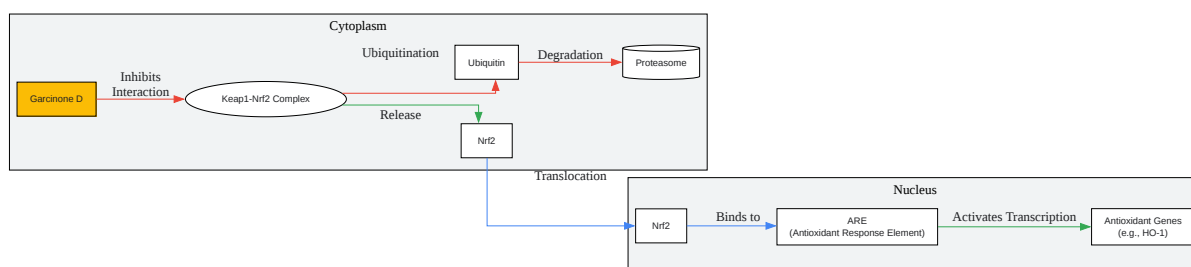 Cytoplasm
Ubiquitination
Ubiquitin
Degradation
Proteasome
Garcinone D
Inhibits
Interaction
Keap1-Nrf2 Complex
Release
Nrf2
Translocation
Nucleus
Nrf2
Binds to
ARE
(Antioxidant Response Element)
Activates Transcription
Antioxidant Genes
(e.g., HO-1)